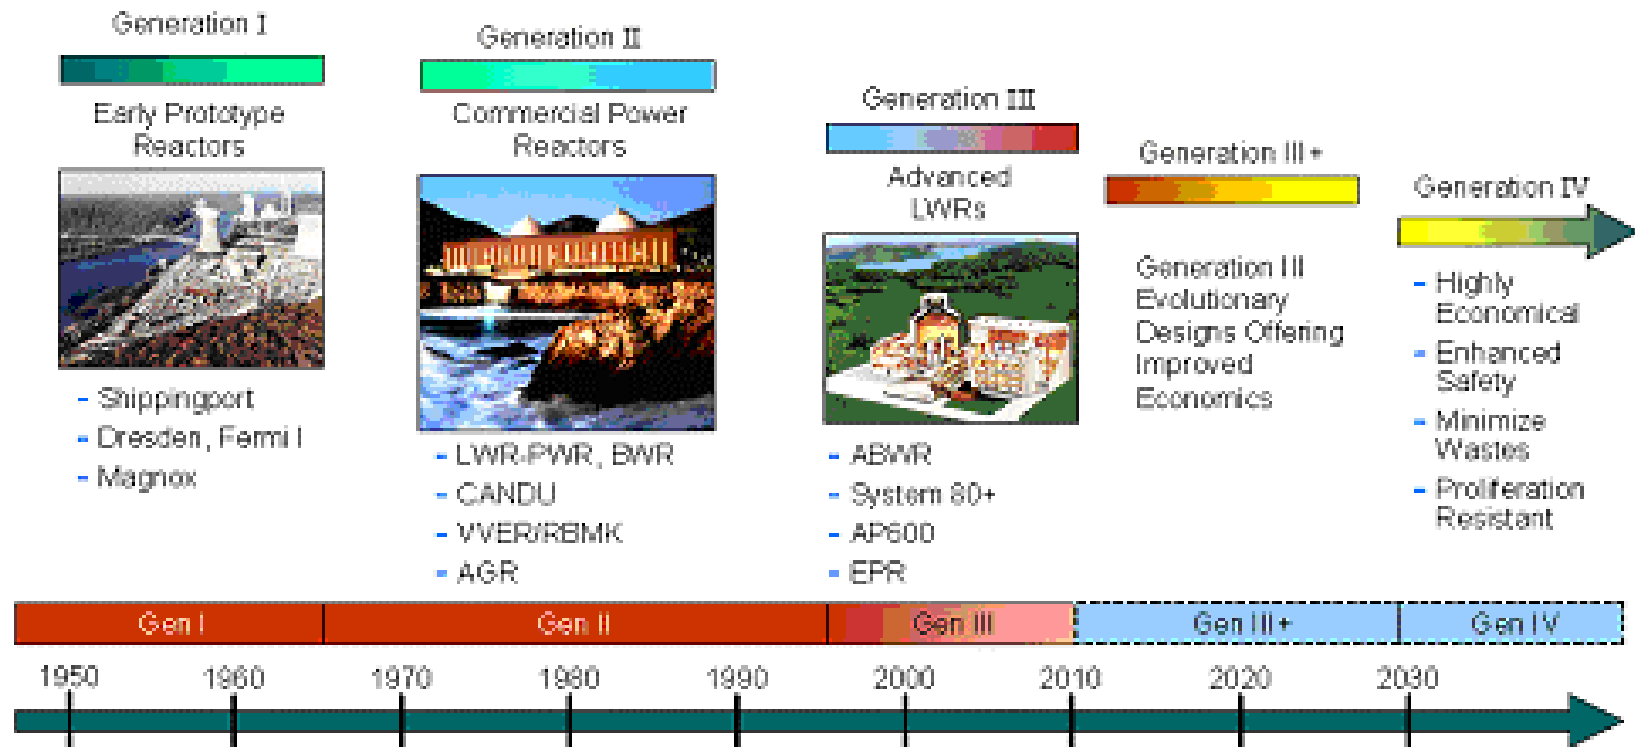 Generation I
Early Prototype
Reactors
- Shippingport
- Dresden, Fermi I
- Magnox
Generation II
Commercial Power
Reactors
- LWR-PWR, BWR
- CANDU
- VVER/RBMK
- AGR
Generation III
Advanced
LWRs
- ABWR
- System 80+
- AP600
- EPR
Generation III+
Generation III
Evolutionary
Designs Offering
Improved
Economics
Generation IV
- Highly
Economical
- Enhanced
Safety
- Minimize
Wastes
- Proliferation
Resistant
Gen I
Gen II
Gen III
Gen III+
Gen IV
1950
1960
1970
1980
1990
2000
2010
2020
2030